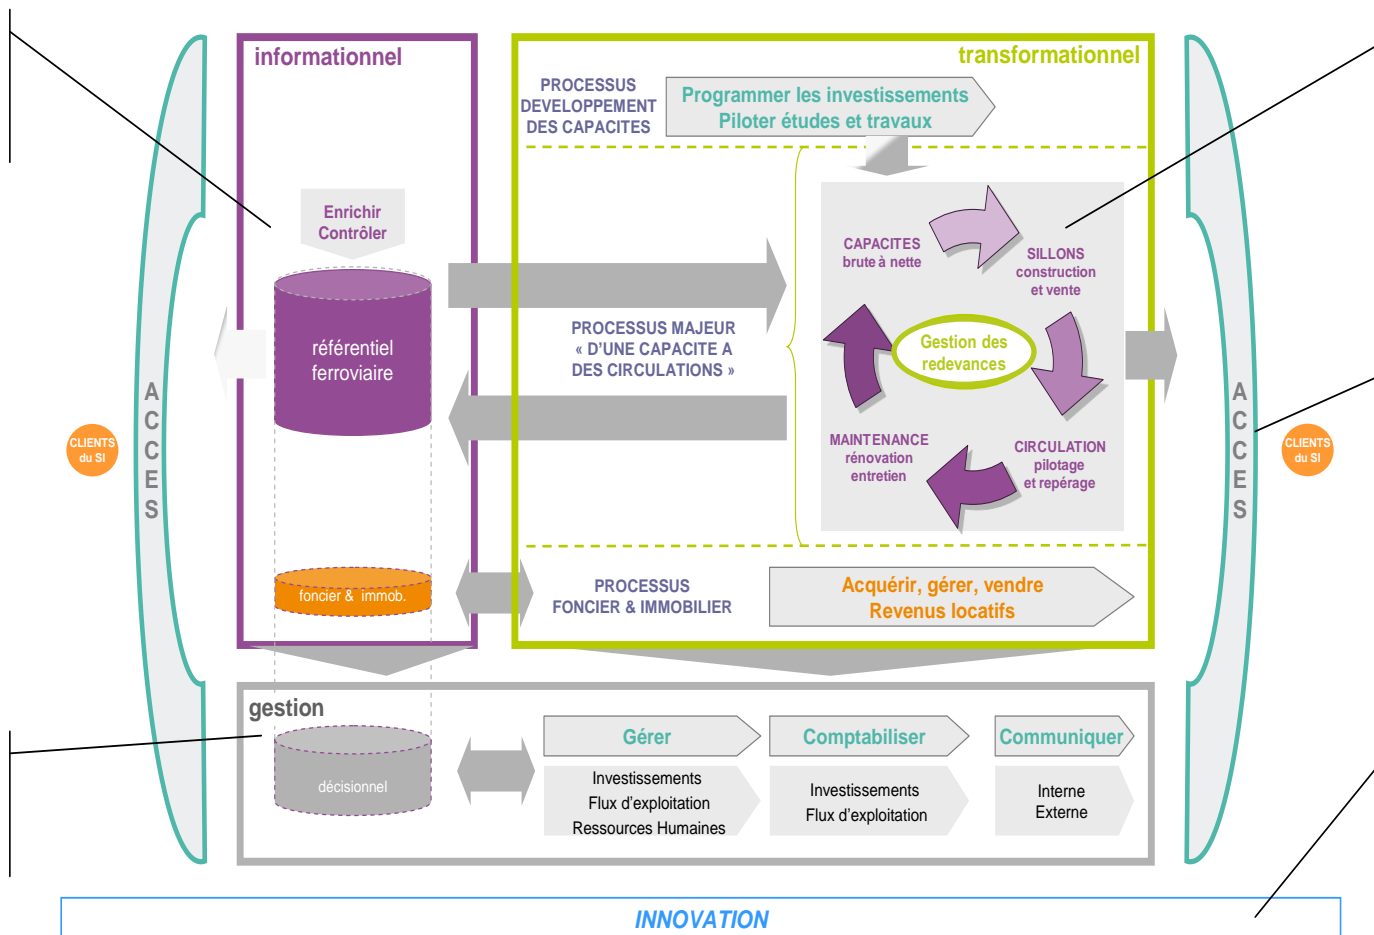 informationnel
transformationnel
PROCESSUS
DEVELOPPEMENT
DES CAPACITES
Programmer les investissements
Piloter études et travaux
Enrichir
Contrôler
CAPACITES
brute à nette
SILLONS
construction
et vente
référentiel
ferroviaire
PROCESSUS MAJEUR
« D'UNE CAPACITE A
DES CIRCULATIONS »
Gestion des
redevances
MAINTENANCE
rénovation
entretien
CIRCULATION
pilotage
et repérage
ACCES
CLIENTS
du SI
ACCES
CLIENTS
du SI
foncier & immob.
PROCESSUS
FONCIER & IMMOBILIER
Acquérir, gérer, vendre
Revenus locatifs
gestion
décisionnel
Gérer
Investissements
Flux d'exploitation
Ressources Humaines
Comptabiliser
Investissements
Flux d'exploitation
Communiquer
Interne
Externe
INNOVATION